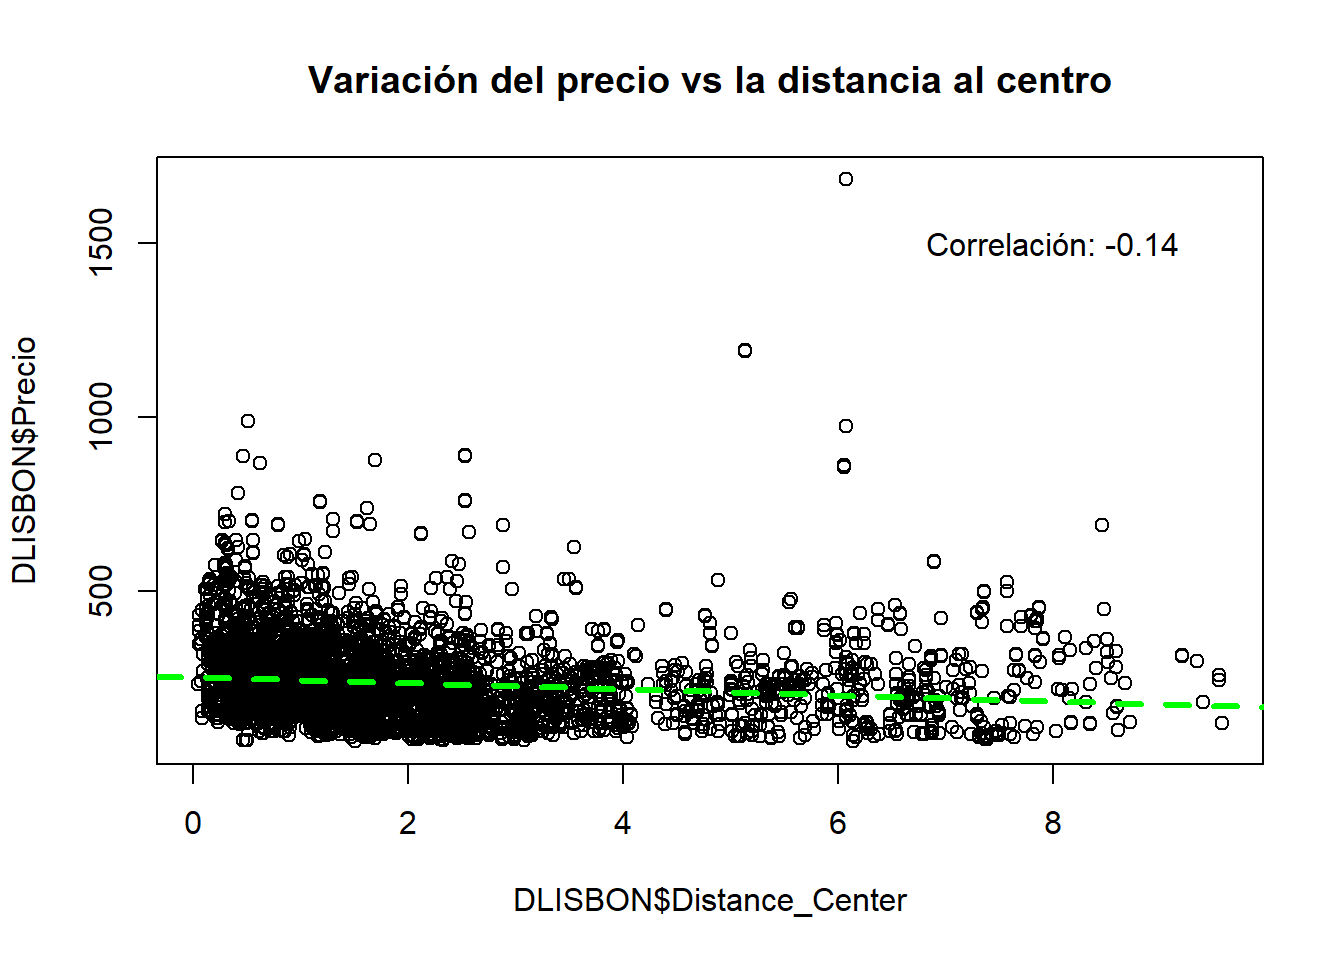 Variación del precio vs la distancia al centro
Correlación: -0.14
DLISBON$Precio
1500
1000
500
0 2 4 6 8
DLISBON$Distance_Center